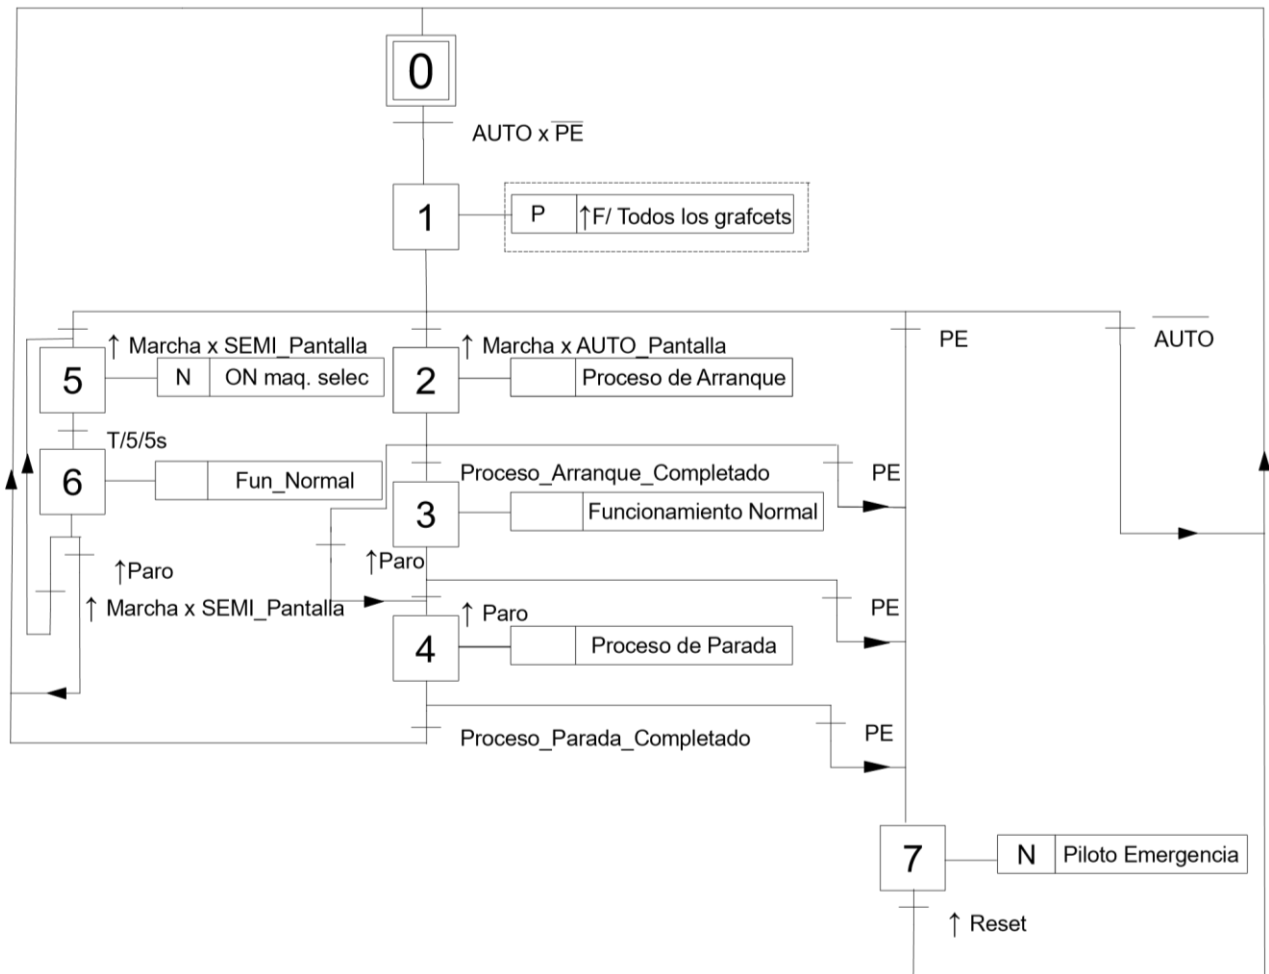 0
AUTO x P̅E̅
1
P
↑F/ Todos los grafcets
↑ Marcha x SEMI_Pantalla
↑ Marcha x AUTO_Pantalla
PE
A̅U̅T̅O̅
5
N
ON maq. selec
2
Proceso de Arranque
T/5/5s
6
Fun_Normal
Proceso_Arranque_Completado
PE
3
Funcionamiento Normal
↑Paro
↑Paro
↑ Marcha x SEMI_Pantalla
↑ Paro
PE
4
Proceso de Parada
Proceso_Parada_Completado
PE
7
N
Piloto Emergencia
↑ Reset